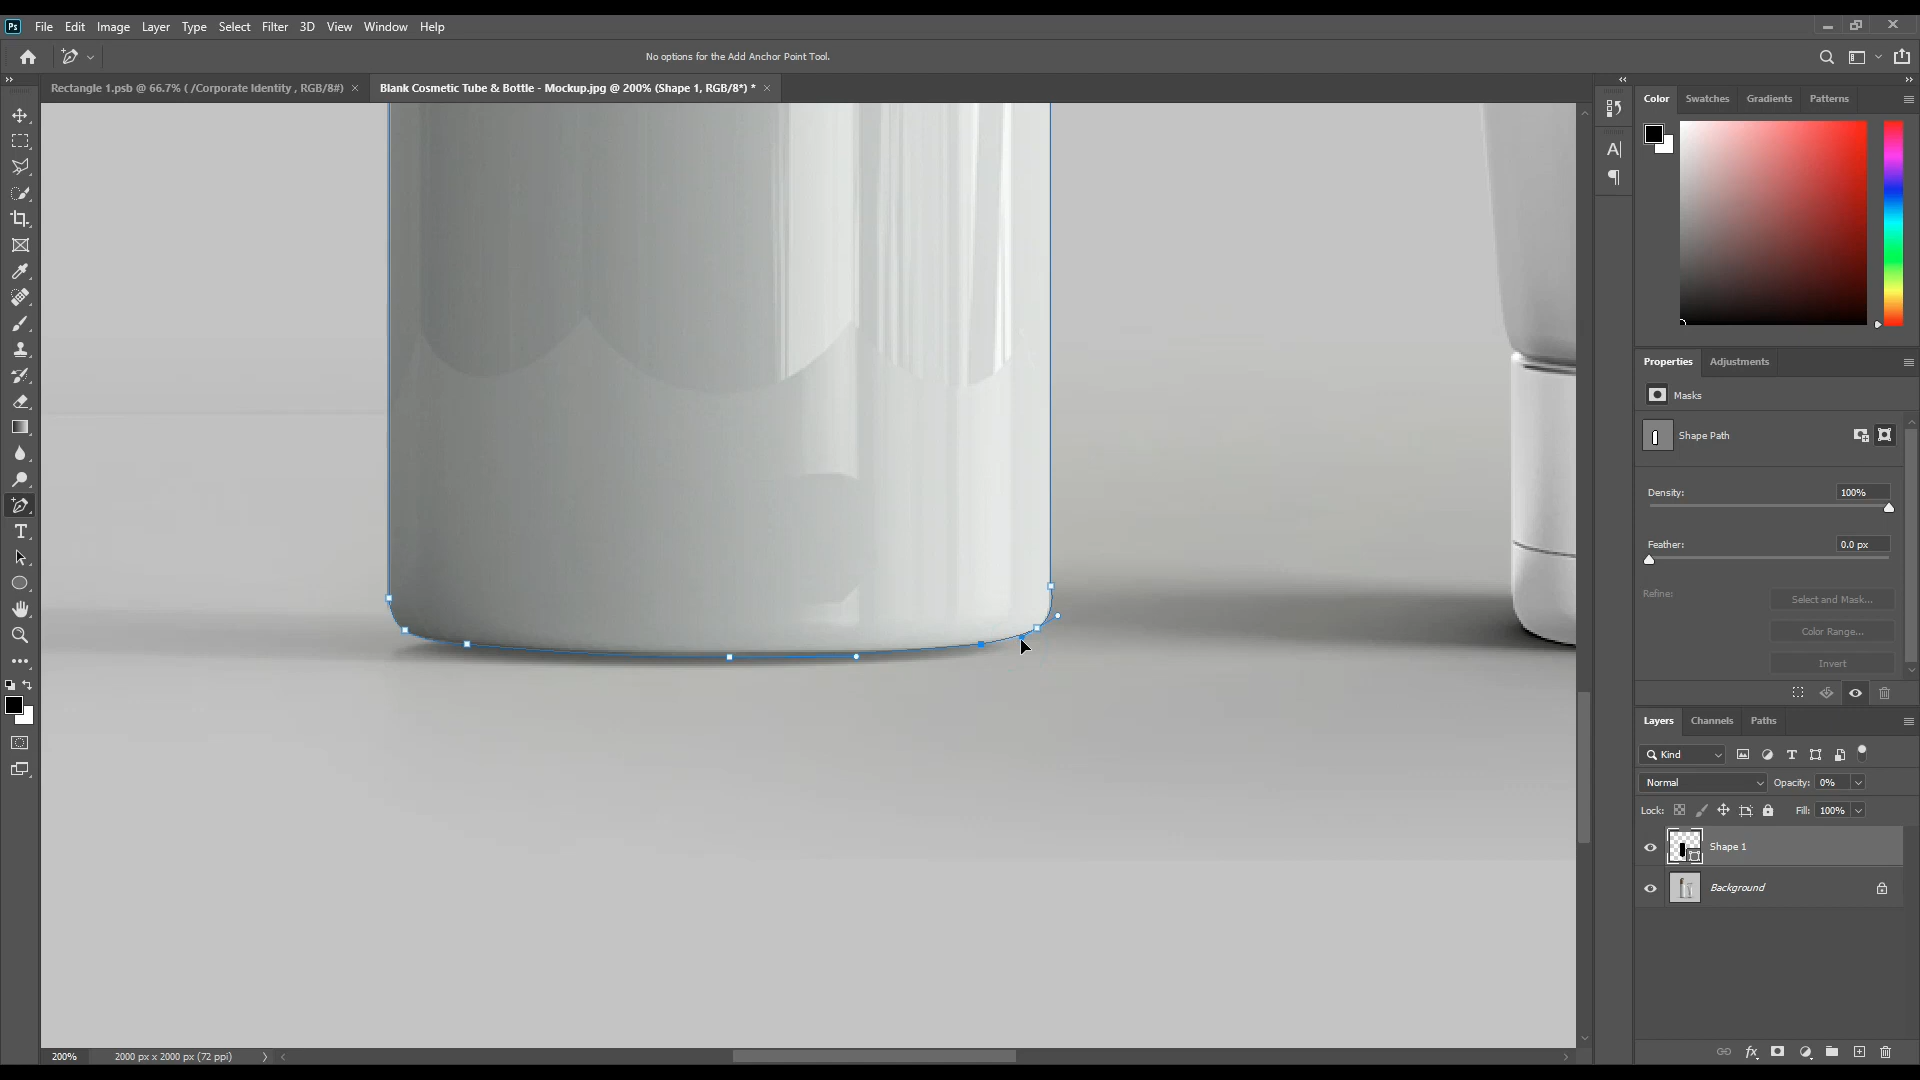 Ps File Edit Image Layer Type Select Filter 3D View Window Help
No options for the Add Anchor Point Tool.
Rectangle 1.psb @ 66.7% ( /Corporate Identity , RGB/8#) ×
Blank Cosmetic Tube & Bottle - Mockup.jpg @ 200% (Shape 1, RGB/8*) * ×
Color Swatches Gradients Patterns
Properties Adjustments
Masks
Shape Path
Density: 100%
Feather: 0.0 px
Refine: Select and Mask...
Color Range...
Invert
Layers Channels Paths
Kind
Normal Opacity: 0%
Lock: Fill: 100%
Shape 1
Background
200% 2000 px x 2000 px (72 ppi)